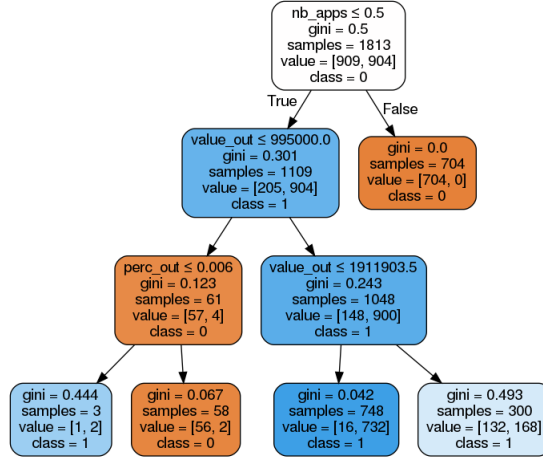 nb_apps ≤ 0.5
gini = 0.5
samples = 1813
value = [909, 904]
class = 0
True
False
value_out ≤ 995000.0
gini = 0.301
samples = 1109
value = [205, 904]
class = 1
gini = 0.0
samples = 704
value = [704, 0]
class = 0
perc_out ≤ 0.006
gini = 0.123
samples = 61
value = [57, 4]
class = 0
value_out ≤ 1911903.5
gini = 0.243
samples = 1048
value = [148, 900]
class = 1
gini = 0.444
samples = 3
value = [1, 2]
class = 1
gini = 0.067
samples = 58
value = [56, 2]
class = 0
gini = 0.042
samples = 748
value = [16, 732]
class = 1
gini = 0.493
samples = 300
value = [132, 168]
class = 1